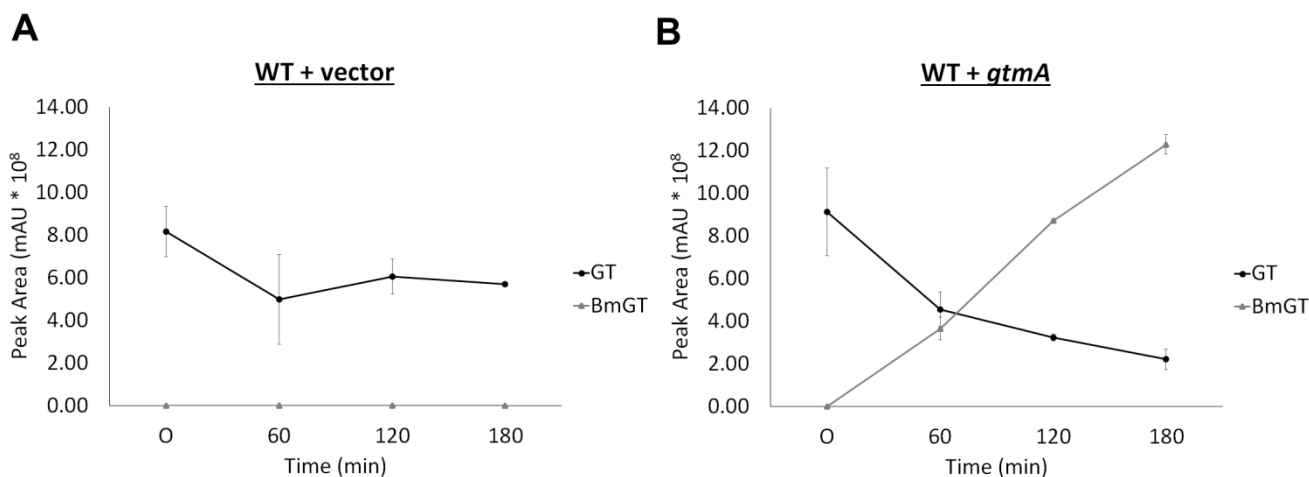 A
WT + vector
14.00
12.00
10.00
8.00
6.00
4.00
2.00
0.00
Peak Area (mAU * 10⁸
O 60 120 180
Time (min)
GT
BmGT
B
WT + gtmA
14.00
12.00
10.00
8.00
6.00
4.00
2.00
0.00
Peak Area (mAU * 10⁸
O 60 120 180
Time (min)
GT
BmGT